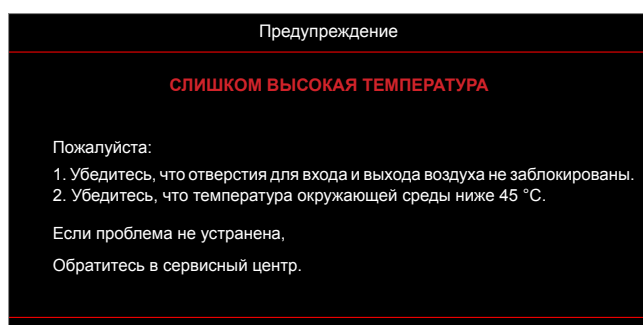 Предупреждение
СЛИШКОМ ВЫСОКАЯ ТЕМПЕРАТУРА
Пожалуйста:
1. Убедитесь, что отверстия для входа и выхода воздуха не заблокированы.
2. Убедитесь, что температура окружающей среды ниже 45 °C.
Если проблема не устранена,
Обратитесь в сервисный центр.